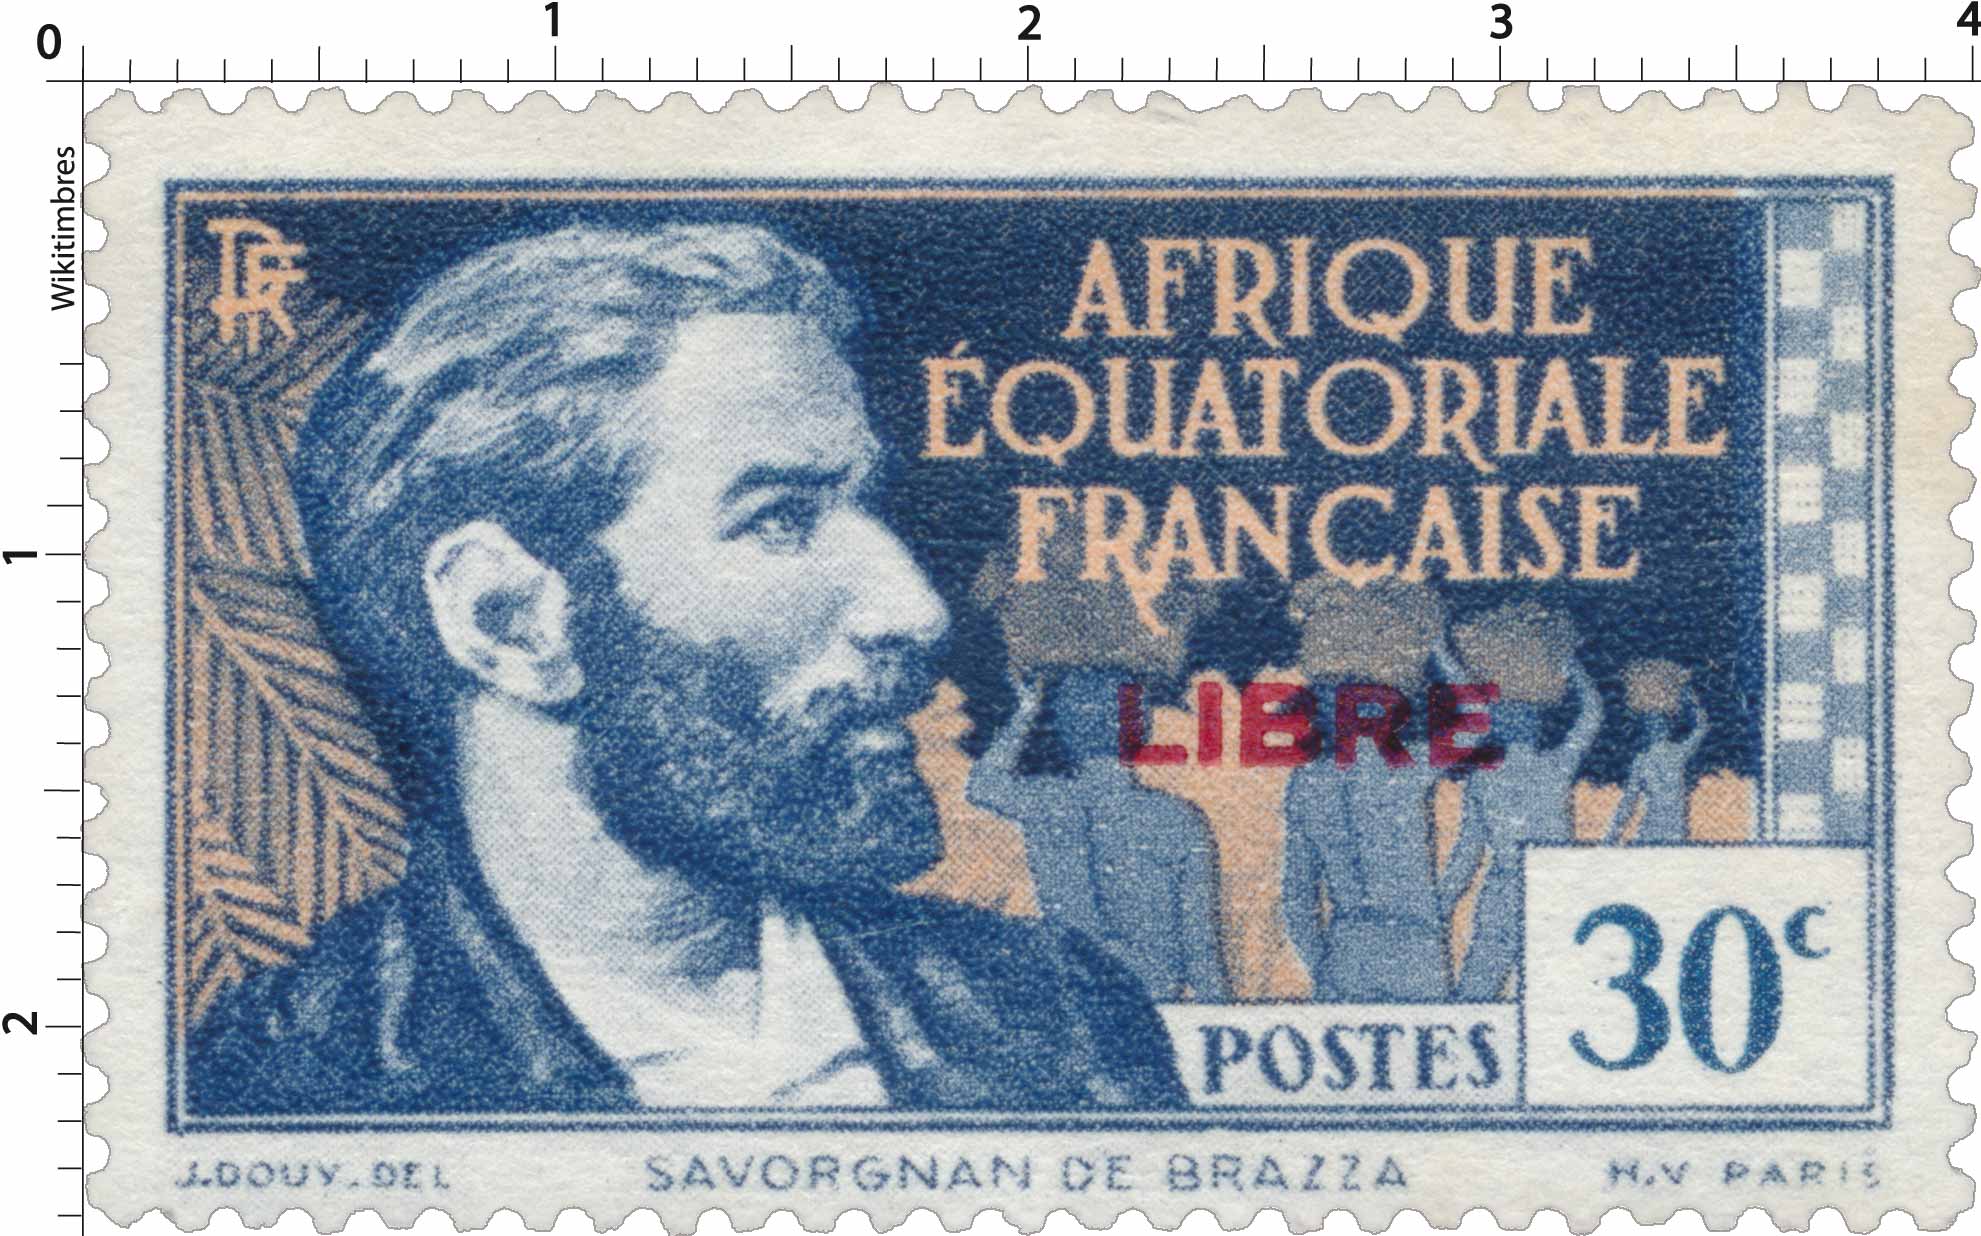 0 1 2 3 4
Wikitimbres
1
2
RF
AFRIQUE
ÉQUATORIALE
FRANÇAISE
LIBRE
30c
POSTES
J.DOUY.DEL SAVORGNAN DE BRAZZA H.V PARIS